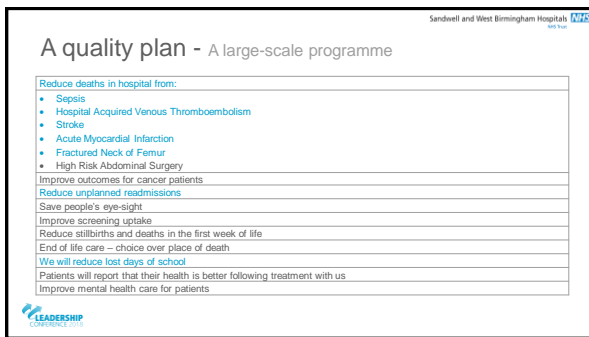 Sandwell and West Birmingham Hospitals NHS
NHS Trust
A quality plan - A large-scale programme
Reduce deaths in hospital from:
• Sepsis
• Hospital Acquired Venous Thromboembolism
• Stroke
• Acute Myocardial Infarction
• Fractured Neck of Femur
• High Risk Abdominal Surgery
Improve outcomes for cancer patients
Reduce unplanned readmissions
Save people's eye-sight
Improve screening uptake
Reduce stillbirths and deaths in the first week of life
End of life care – choice over place of death
We will reduce lost days of school
Patients will report that their health is better following treatment with us
Improve mental health care for patients
LEADERSHIP
CONFERENCE 2018